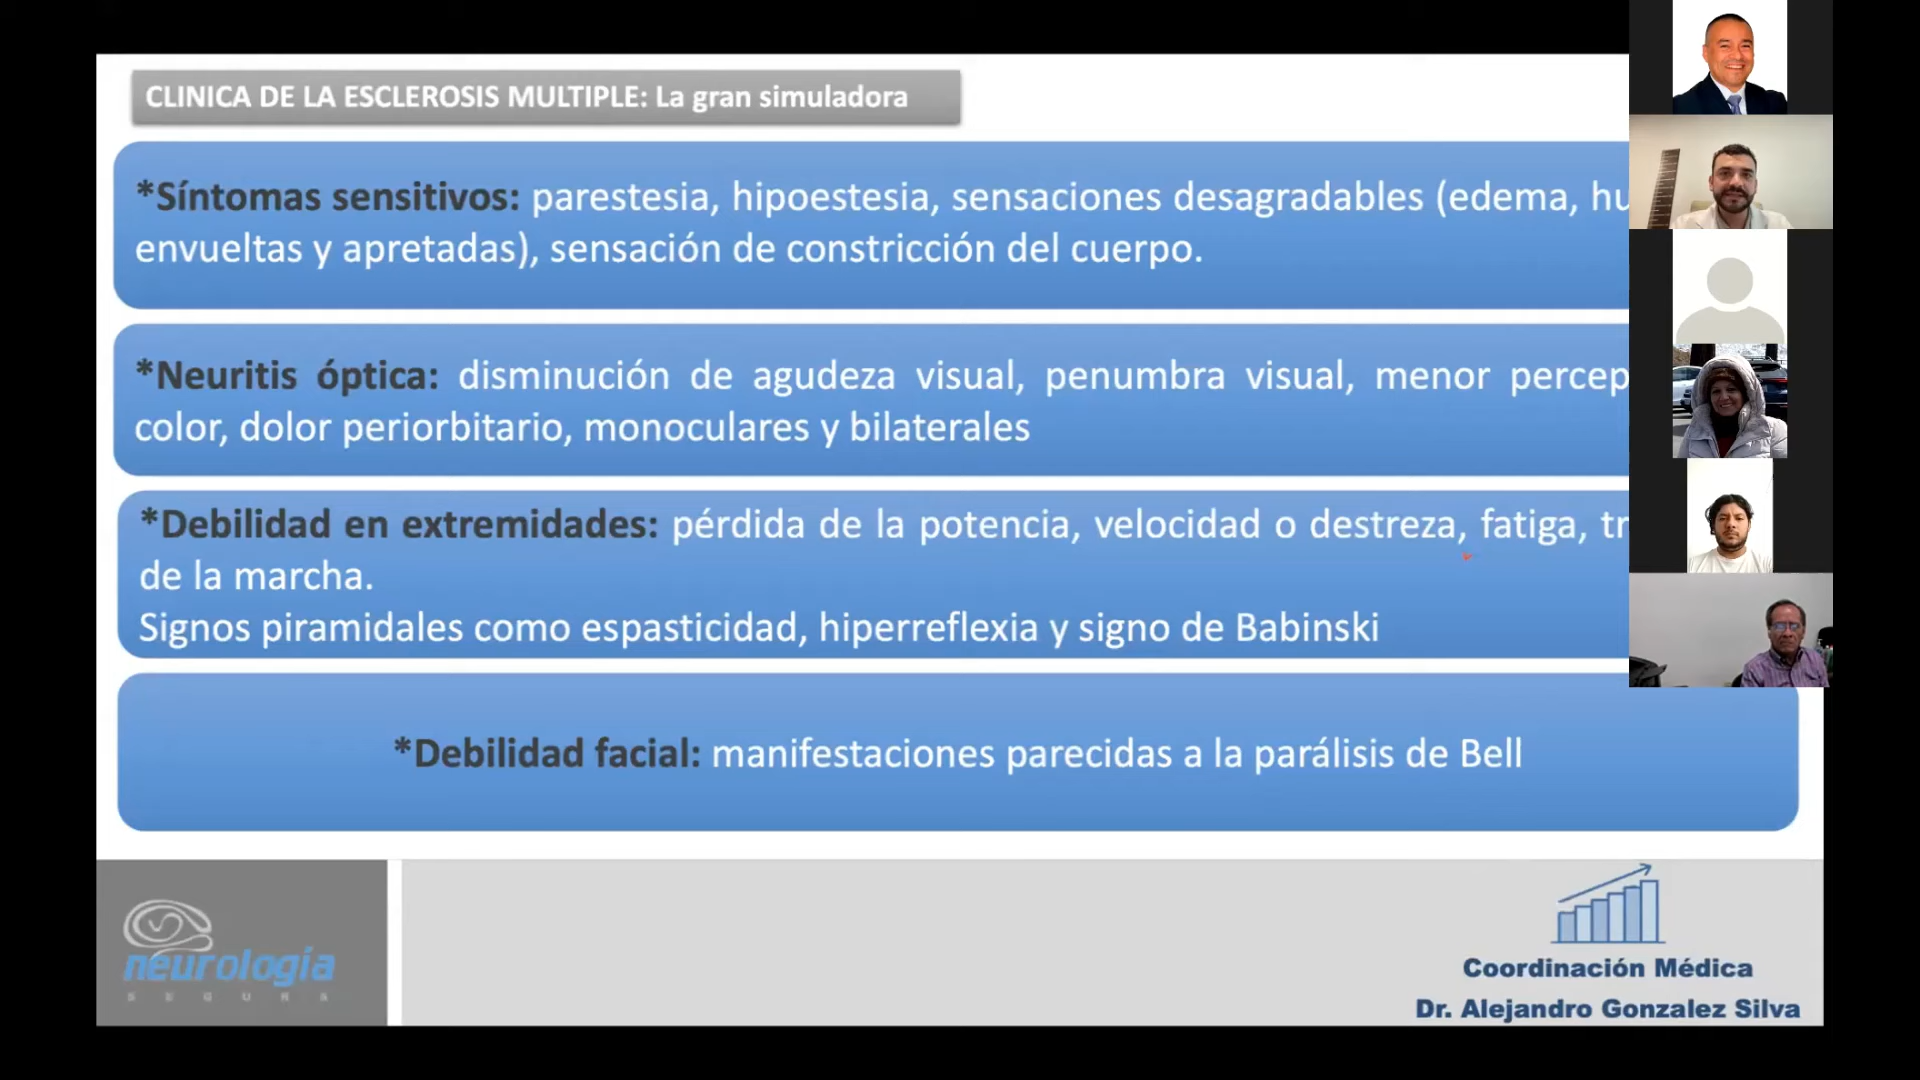 CLINICA DE LA ESCLEROSIS MULTIPLE: La gran simuladora
*Síntomas sensitivos: parestesia, hipoestesia, sensaciones desagradables (edema,
envueltas y apretadas), sensación de constricción del cuerpo.
*Neuritis óptica: disminución de agudeza visual, penumbra visual, menor
color, dolor periorbitario, monoculares y bilaterales
*Debilidad en extremidades: pérdida de la potencia, velocidad o destreza, fatiga,
de la marcha.
Signos piramidales como espasticidad, hiperreflexia y signo de Babinski
*Debilidad facial: manifestaciones parecidas a la parálisis de Bell
neurología
SEGURA
Coordinación Médica
Dr. Alejandro Gonzalez Silva